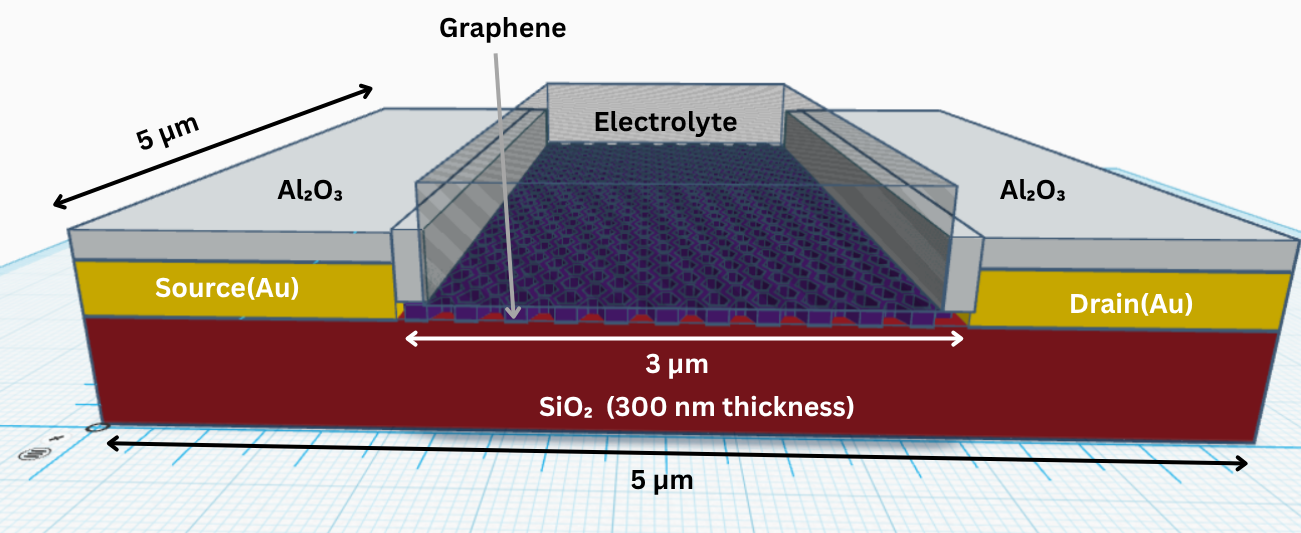 Graphene
5 µm
Electrolyte
Al₂O₃
Al₂O₃
Source(Au)
Drain(Au)
3 µm
SiO₂ (300 nm thickness)
5 µm